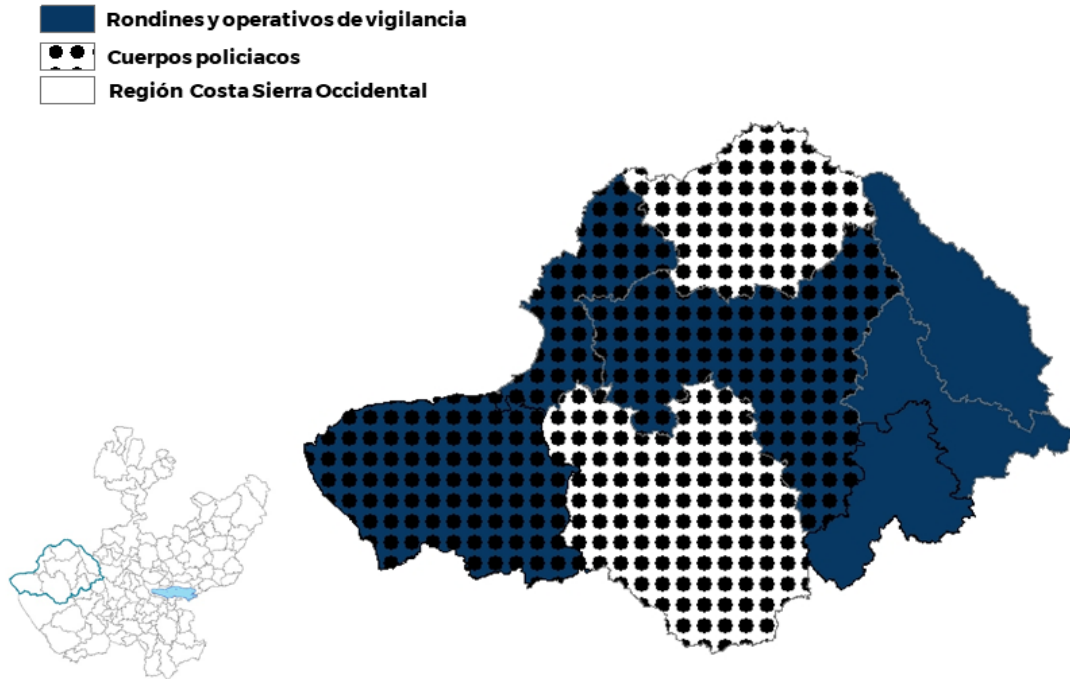 Rondines y operativos de vigilancia
Cuerpos policiacos
Región Costa Sierra Occidental